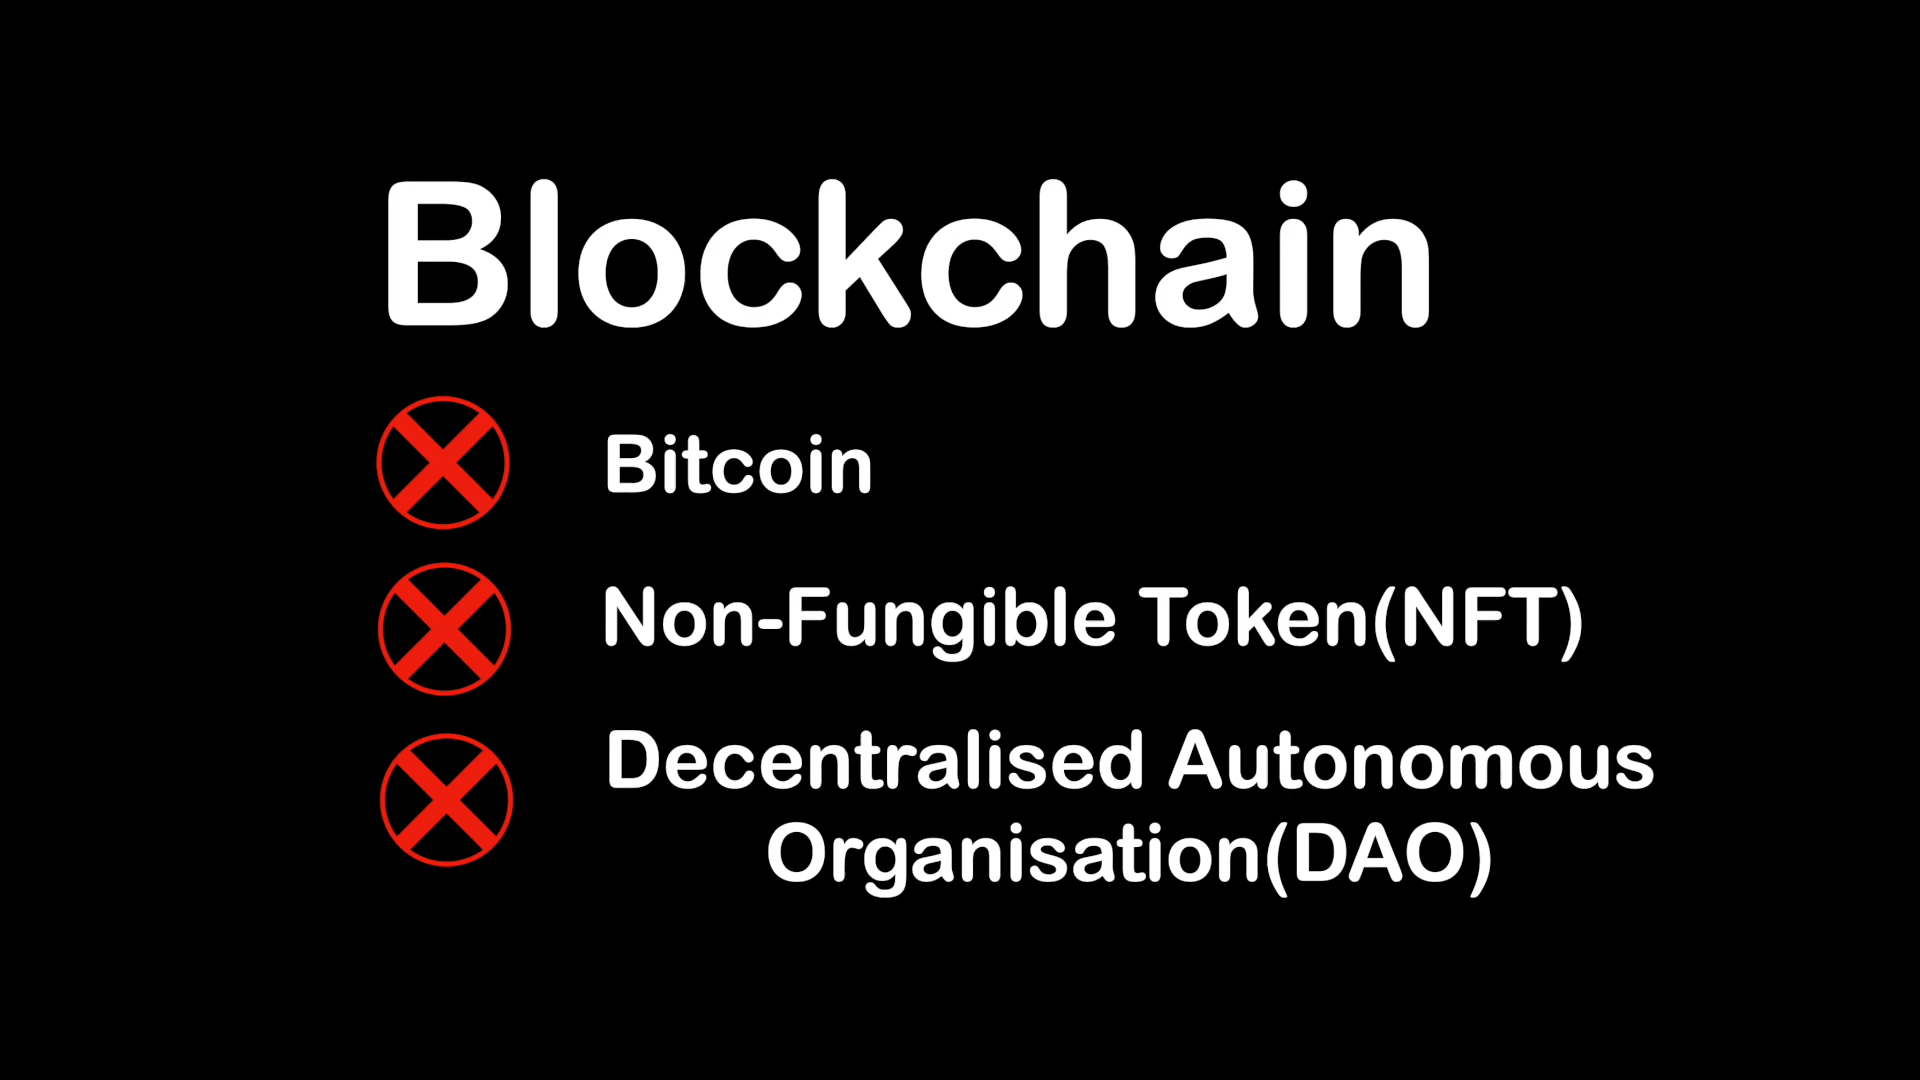 Blockchain
Bitcoin
Non-Fungible Token(NFT)
Decentralised Autonomous
Organisation(DAO)